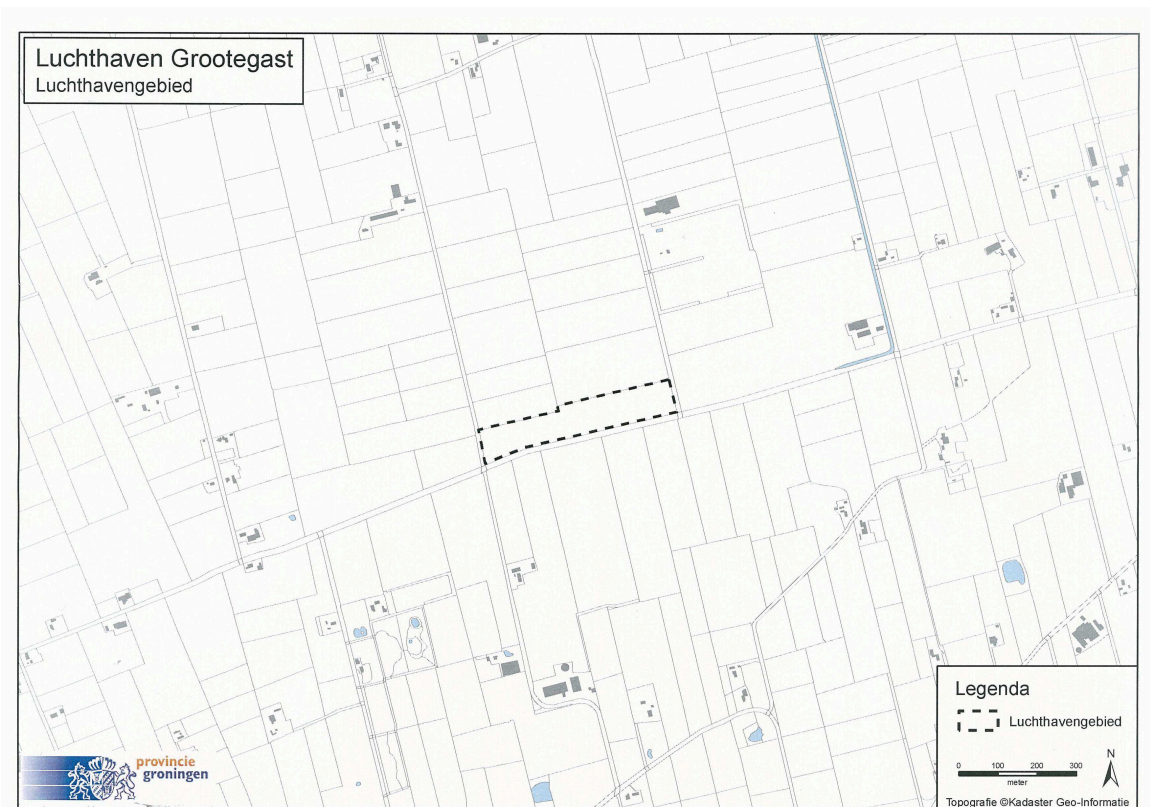 Luchthaven Grootegast
Luchthavengebied
Legenda
Luchthavengebied
N
0 100 200 300
meter
Topografie ©Kadaster Geo-Informatie
provincie
groningen